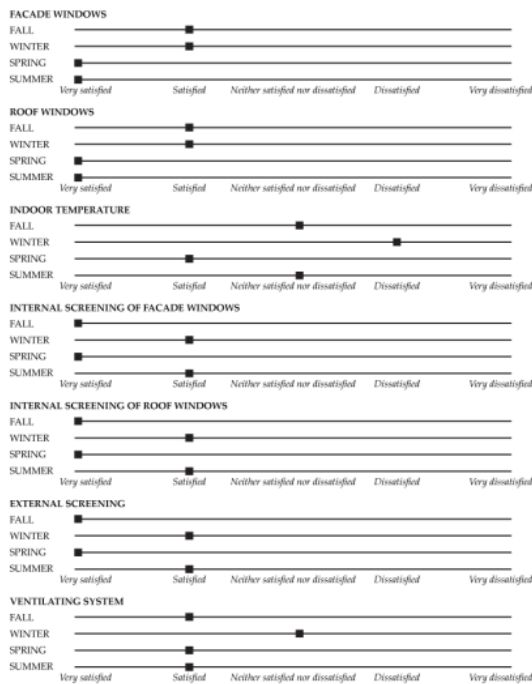 FACADE WINDOWS
FALL
WINTER
SPRING
SUMMER
Very satisfied Satisfied Neither satisfied nor dissatisfied Dissatisfied Very dissatisfied
ROOF WINDOWS
FALL
WINTER
SPRING
SUMMER
Very satisfied Satisfied Neither satisfied nor dissatisfied Dissatisfied Very dissatisfied
INDOOR TEMPERATURE
FALL
WINTER
SPRING
SUMMER
Very satisfied Satisfied Neither satisfied nor dissatisfied Dissatisfied Very dissatisfied
INTERNAL SCREENING OF FACADE WINDOWS
FALL
WINTER
SPRING
SUMMER
Very satisfied Satisfied Neither satisfied nor dissatisfied Dissatisfied Very dissatisfied
INTERNAL SCREENING OF ROOF WINDOWS
FALL
WINTER
SPRING
SUMMER
Very satisfied Satisfied Neither satisfied nor dissatisfied Dissatisfied Very dissatisfied
EXTERNAL SCREENING
FALL
WINTER
SPRING
SUMMER
Very satisfied Satisfied Neither satisfied nor dissatisfied Dissatisfied Very dissatisfied
VENTILATING SYSTEM
FALL
WINTER
SPRING
SUMMER
Very satisfied Satisfied Neither satisfied nor dissatisfied Dissatisfied Very dissatisfied